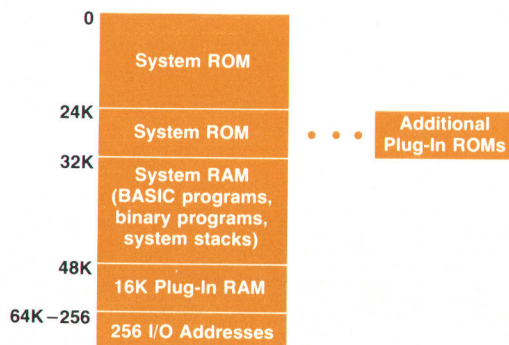 0
System ROM
24K
System ROM
• • •
Additional
Plug-In ROMs
32K
System RAM
(BASIC programs,
binary programs,
system stacks)
48K
16K Plug-In RAM
64K–256
256 I/O Addresses